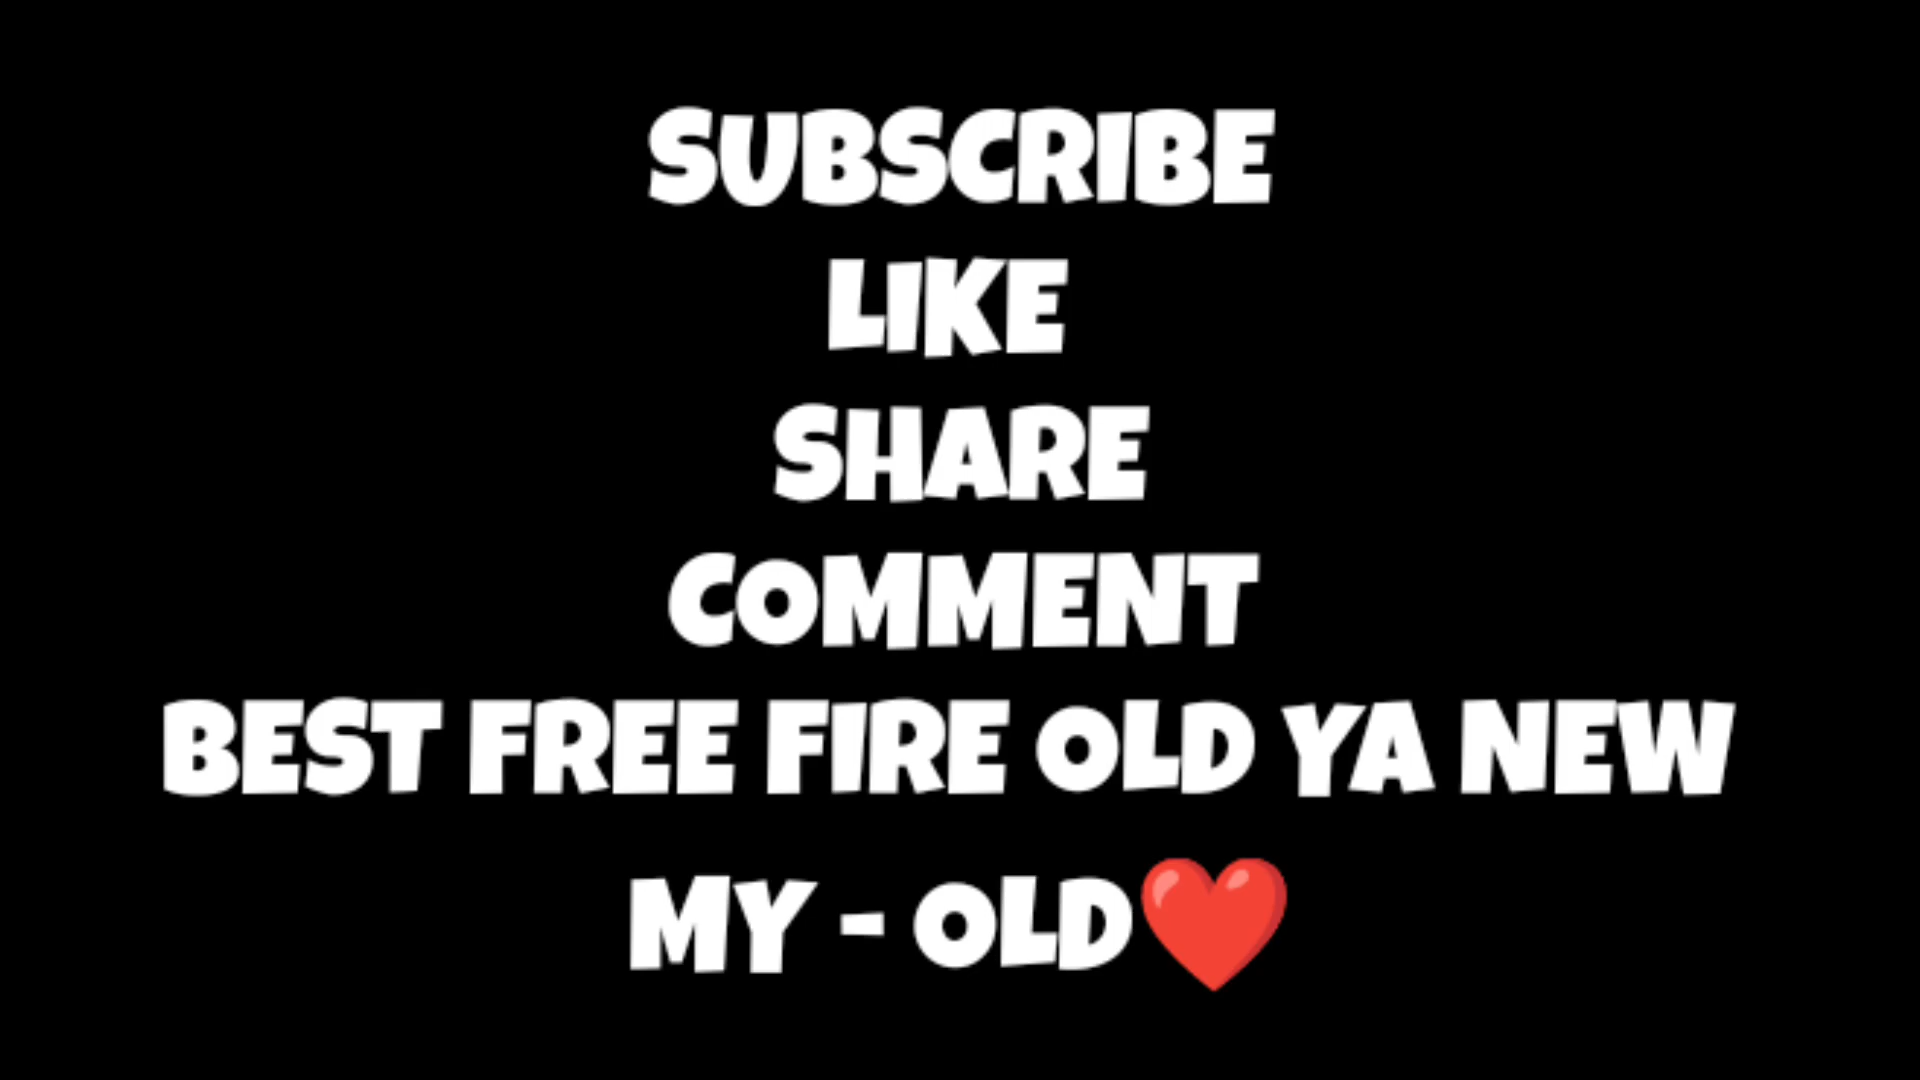 SUBSCRIBE
LIKE
SHARE
COMMENT
BEST FREE FIRE OLD YA NEW
MY - OLD❤️